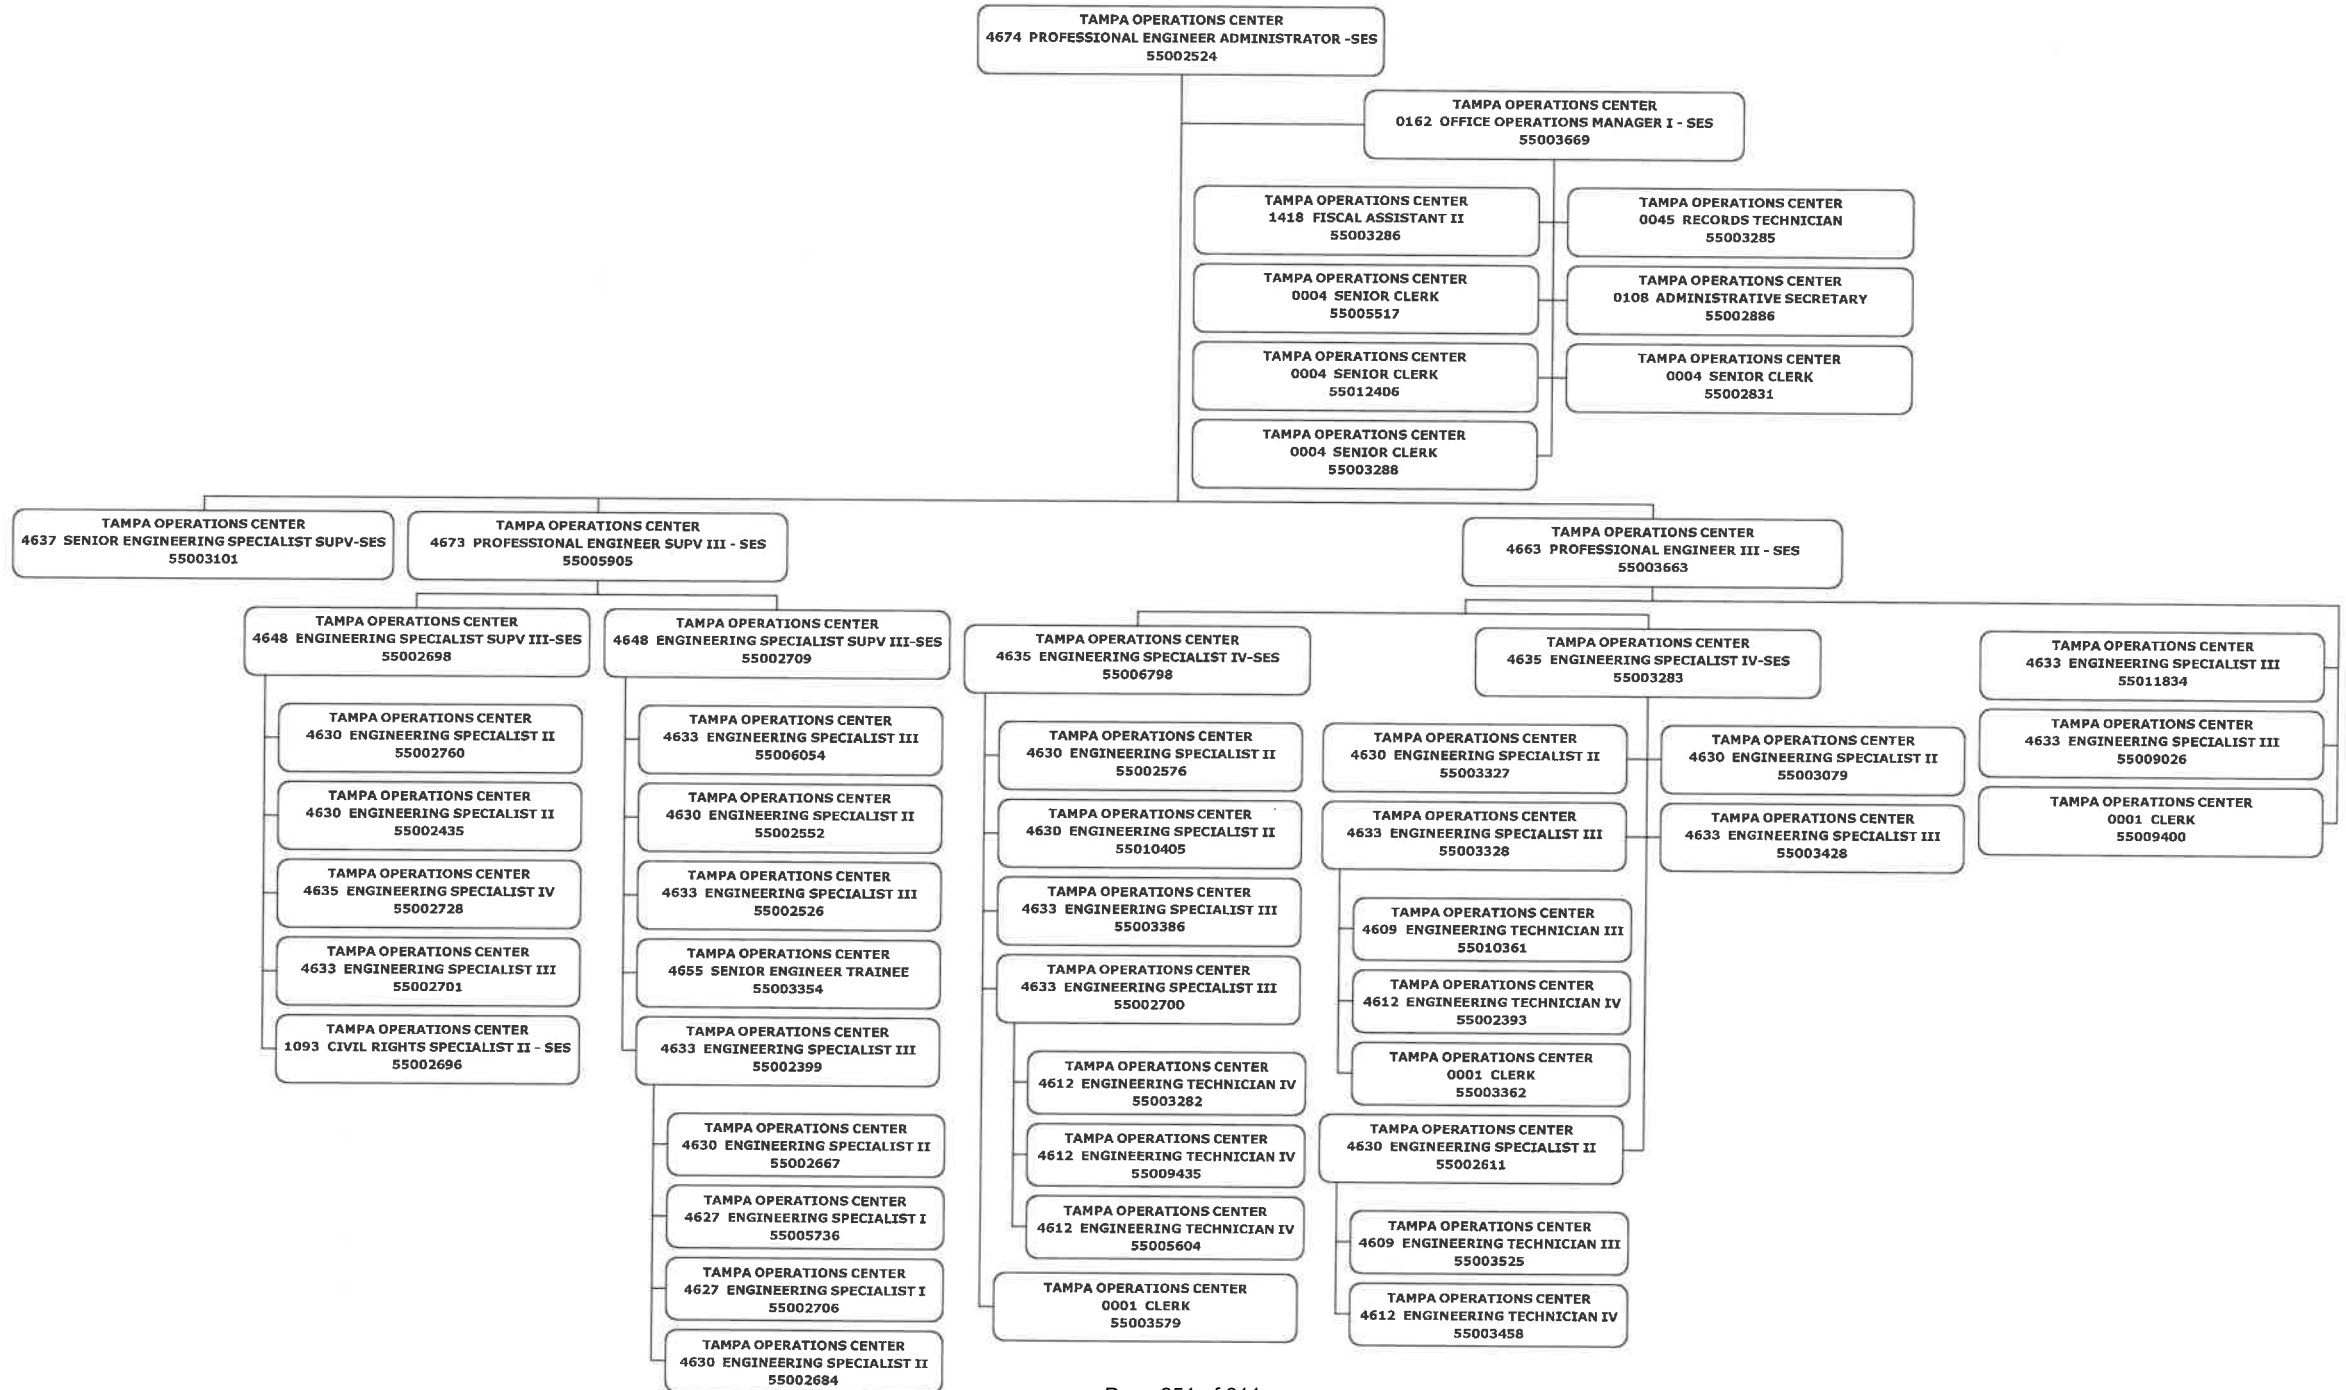 TAMPA OPERATIONS CENTER
4674 PROFESSIONAL ENGINEER ADMINISTRATOR -SES
55002524
TAMPA OPERATIONS CENTER
0162 OFFICE OPERATIONS MANAGER I - SES
55003669
TAMPA OPERATIONS CENTER
1418 FISCAL ASSISTANT II
55003286
TAMPA OPERATIONS CENTER
0045 RECORDS TECHNICIAN
55003285
TAMPA OPERATIONS CENTER
0004 SENIOR CLERK
55005517
TAMPA OPERATIONS CENTER
0108 ADMINISTRATIVE SECRETARY
55002886
TAMPA OPERATIONS CENTER
0004 SENIOR CLERK
55012406
TAMPA OPERATIONS CENTER
0004 SENIOR CLERK
55002831
TAMPA OPERATIONS CENTER
0004 SENIOR CLERK
55003288
TAMPA OPERATIONS CENTER
4637 SENIOR ENGINEERING SPECIALIST SUPV-SES
55003101
TAMPA OPERATIONS CENTER
4673 PROFESSIONAL ENGINEER SUPV III - SES
55005905
TAMPA OPERATIONS CENTER
4663 PROFESSIONAL ENGINEER III - SES
55003663
TAMPA OPERATIONS CENTER
4648 ENGINEERING SPECIALIST SUPV III-SES
55002698
TAMPA OPERATIONS CENTER
4630 ENGINEERING SPECIALIST II
55002760
TAMPA OPERATIONS CENTER
4630 ENGINEERING SPECIALIST II
55002435
TAMPA OPERATIONS CENTER
4635 ENGINEERING SPECIALIST IV
55002728
TAMPA OPERATIONS CENTER
4633 ENGINEERING SPECIALIST III
55002701
TAMPA OPERATIONS CENTER
1093 CIVIL RIGHTS SPECIALIST II - SES
55002696
TAMPA OPERATIONS CENTER
4648 ENGINEERING SPECIALIST SUPV III-SES
55002709
TAMPA OPERATIONS CENTER
4633 ENGINEERING SPECIALIST III
55006054
TAMPA OPERATIONS CENTER
4630 ENGINEERING SPECIALIST II
55002552
TAMPA OPERATIONS CENTER
4633 ENGINEERING SPECIALIST III
55002526
TAMPA OPERATIONS CENTER
4655 SENIOR ENGINEER TRAINEE
55003354
TAMPA OPERATIONS CENTER
4633 ENGINEERING SPECIALIST III
55002399
TAMPA OPERATIONS CENTER
4630 ENGINEERING SPECIALIST II
55002667
TAMPA OPERATIONS CENTER
4627 ENGINEERING SPECIALIST I
55005736
TAMPA OPERATIONS CENTER
4627 ENGINEERING SPECIALIST I
55002706
TAMPA OPERATIONS CENTER
4630 ENGINEERING SPECIALIST II
55002684
TAMPA OPERATIONS CENTER
4635 ENGINEERING SPECIALIST IV-SES
55006798
TAMPA OPERATIONS CENTER
4630 ENGINEERING SPECIALIST II
55002576
TAMPA OPERATIONS CENTER
4630 ENGINEERING SPECIALIST II
55010405
TAMPA OPERATIONS CENTER
4633 ENGINEERING SPECIALIST III
55003386
TAMPA OPERATIONS CENTER
4633 ENGINEERING SPECIALIST III
55002700
TAMPA OPERATIONS CENTER
4612 ENGINEERING TECHNICIAN IV
55003282
TAMPA OPERATIONS CENTER
4612 ENGINEERING TECHNICIAN IV
55009435
TAMPA OPERATIONS CENTER
4612 ENGINEERING TECHNICIAN IV
55005604
TAMPA OPERATIONS CENTER
0001 CLERK
55003579
TAMPA OPERATIONS CENTER
4635 ENGINEERING SPECIALIST IV-SES
55003283
TAMPA OPERATIONS CENTER
4630 ENGINEERING SPECIALIST II
55003327
TAMPA OPERATIONS CENTER
4630 ENGINEERING SPECIALIST II
55003079
TAMPA OPERATIONS CENTER
4633 ENGINEERING SPECIALIST III
55003328
TAMPA OPERATIONS CENTER
4633 ENGINEERING SPECIALIST III
55003428
TAMPA OPERATIONS CENTER
4609 ENGINEERING TECHNICIAN III
55010361
TAMPA OPERATIONS CENTER
4612 ENGINEERING TECHNICIAN IV
55002393
TAMPA OPERATIONS CENTER
0001 CLERK
55003362
TAMPA OPERATIONS CENTER
4630 ENGINEERING SPECIALIST II
55002611
TAMPA OPERATIONS CENTER
4609 ENGINEERING TECHNICIAN III
55003525
TAMPA OPERATIONS CENTER
4612 ENGINEERING TECHNICIAN IV
55003458
TAMPA OPERATIONS CENTER
4633 ENGINEERING SPECIALIST III
55011834
TAMPA OPERATIONS CENTER
4633 ENGINEERING SPECIALIST III
55009026
TAMPA OPERATIONS CENTER
0001 CLERK
55009400